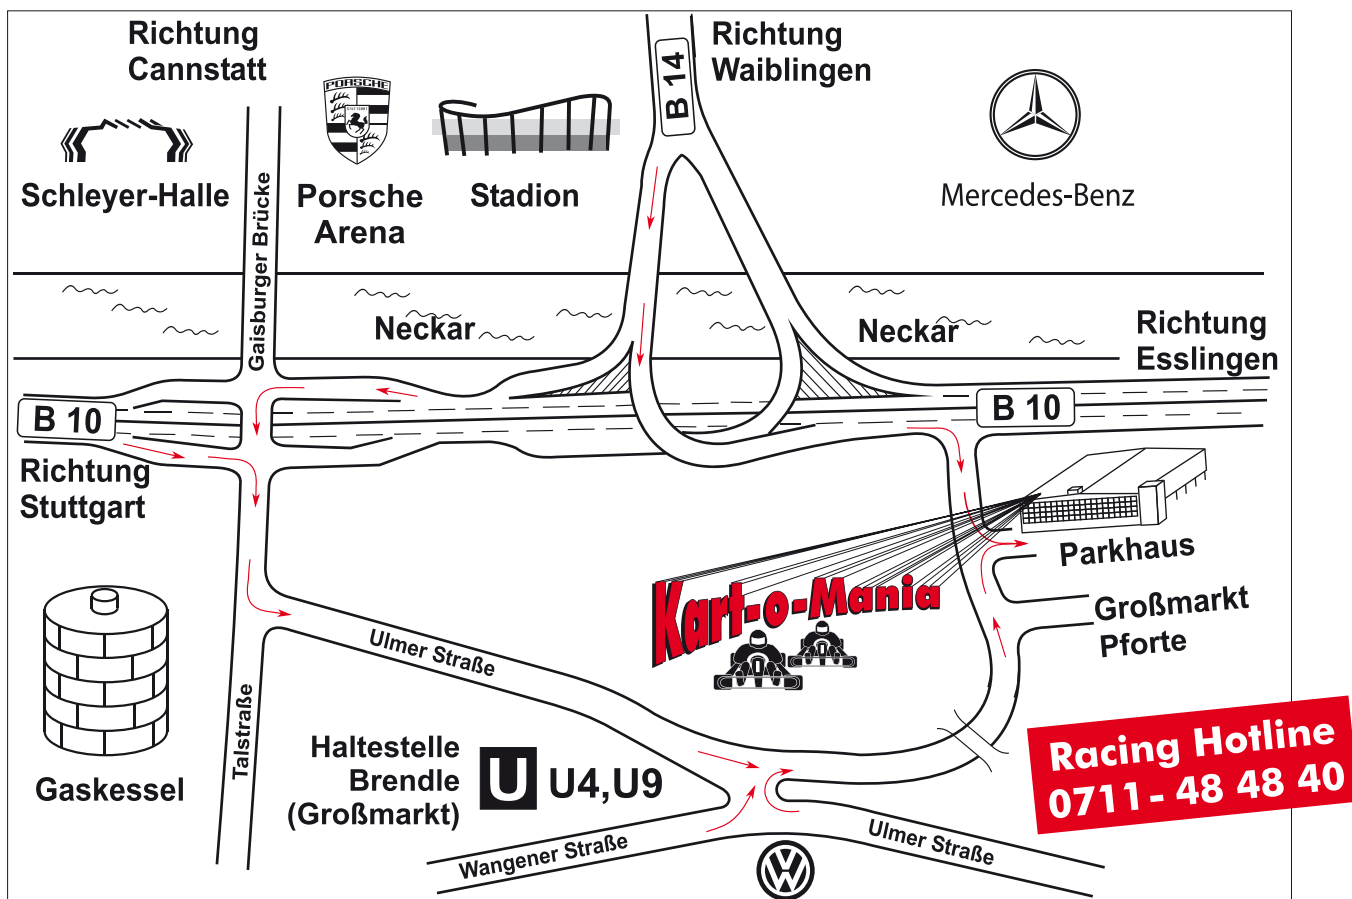 Richtung
Cannstatt
Richtung
Waiblingen
B 14
PORSCHE
Schleyer-Halle
Porsche
Arena
Stadion
Mercedes-Benz
Gaisburger Brücke
Neckar
Neckar
Richtung
Esslingen
B 10
B 10
Richtung
Stuttgart
Parkhaus
Kart-o-Mania
Großmarkt
Pforte
Ulmer Straße
Talstraße
Gaskessel
Haltestelle
Brendle
(Großmarkt)
U
U4,U9
Racing Hotline
0711- 48 48 40
Wangener Straße
Ulmer Straße
VW